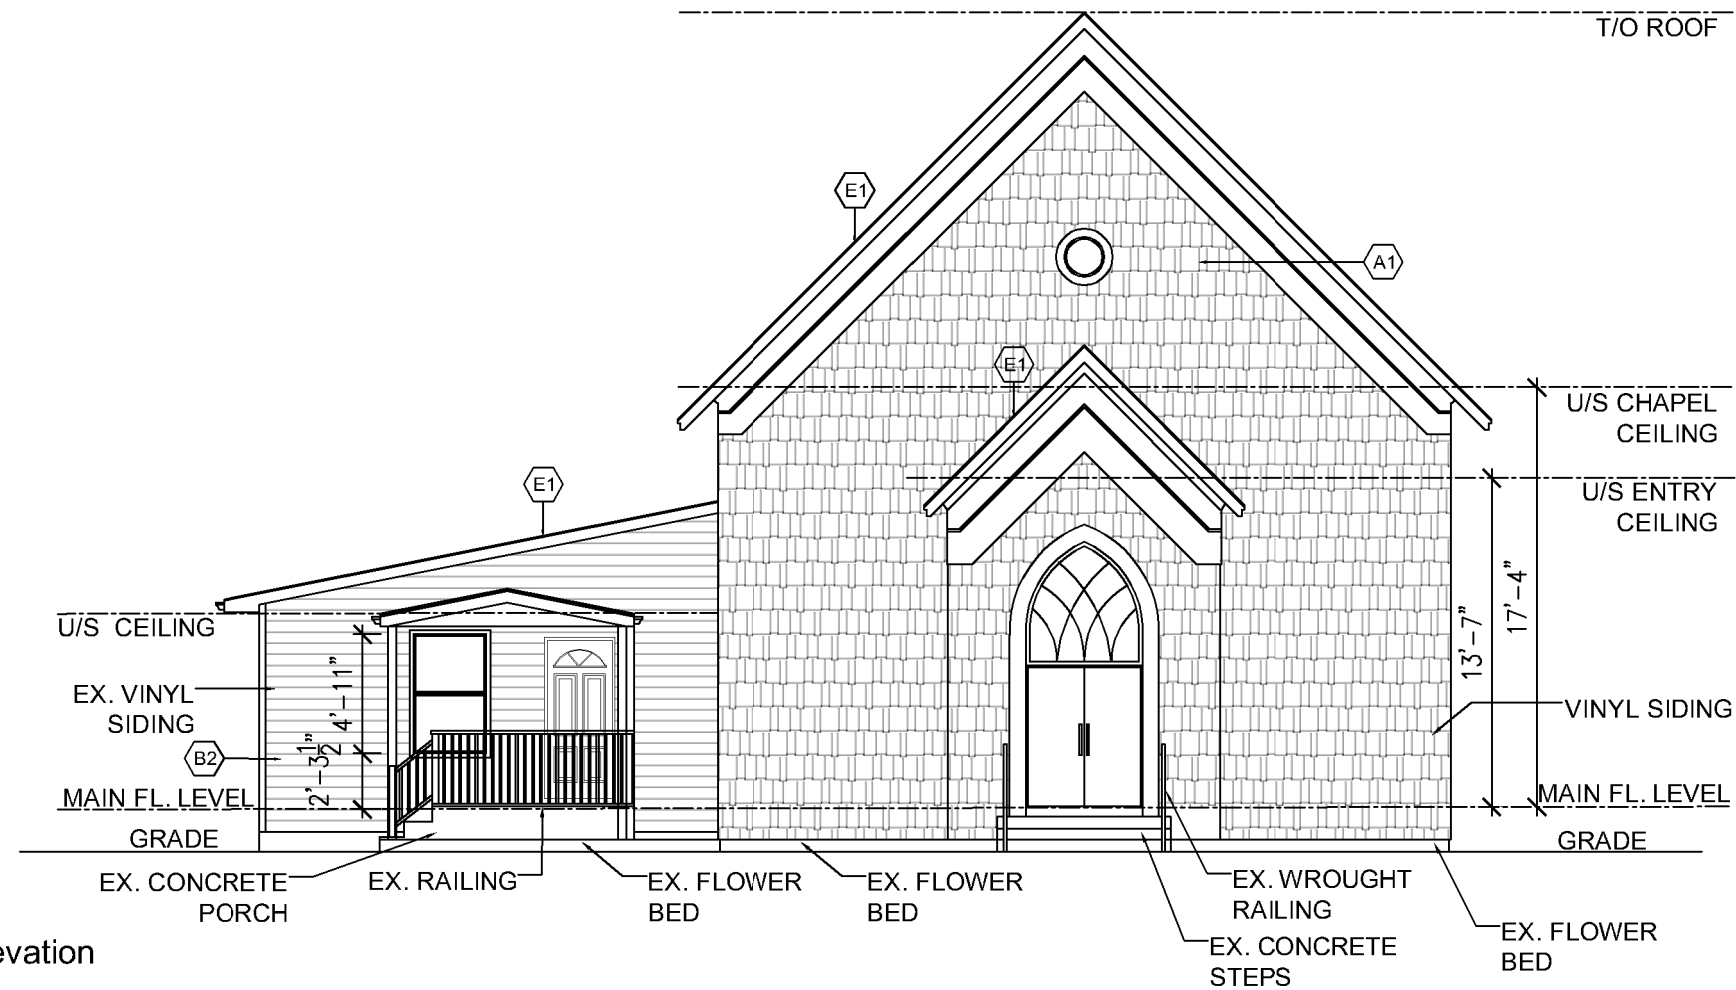 T/O ROOF
E1
A1
E1
U/S CHAPEL
CEILING
E1
U/S ENTRY
CEILING
U/S CEILING
17'-4"
13'-7"
4'-11"
EX. VINYL
SIDING
VINYL SIDING
B2
2'-3 1/2"
MAIN FL. LEVEL
MAIN FL. LEVEL
GRADE
GRADE
EX. CONCRETE
PORCH
EX. RAILING
EX. FLOWER
BED
EX. FLOWER
BED
EX. WROUGHT
RAILING
EX. CONCRETE
STEPS
EX. FLOWER
BED
evation